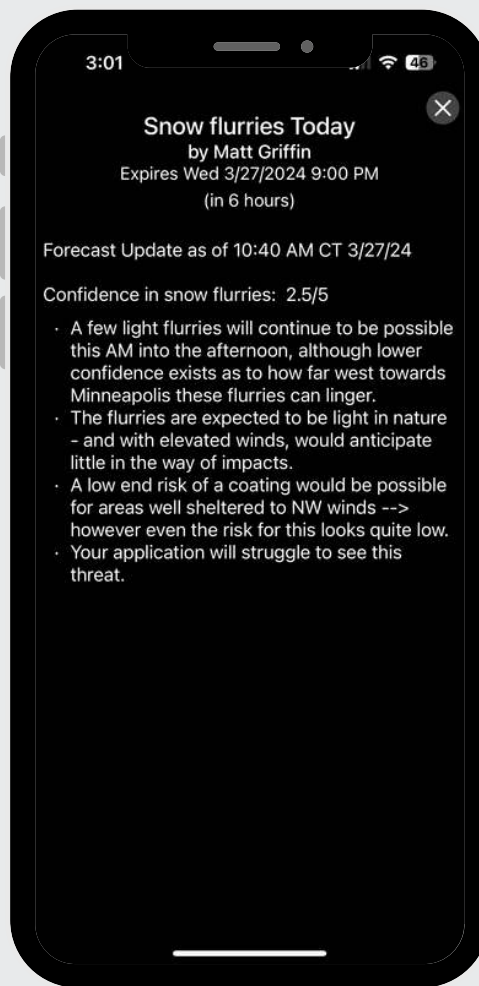 3:01
46
Snow flurries Today
by Matt Griffin
Expires Wed 3/27/2024 9:00 PM
(in 6 hours)
Forecast Update as of 10:40 AM CT 3/27/24
Confidence in snow flurries: 2.5/5
· A few light flurries will continue to be possible
this AM into the afternoon, although lower
confidence exists as to how far west towards
Minneapolis these flurries can linger.
· The flurries are expected to be light in nature
- and with elevated winds, would anticipate
little in the way of impacts.
· A low end risk of a coating would be possible
for areas well sheltered to NW winds -->
however even the risk for this looks quite low.
· Your application will struggle to see this
threat.